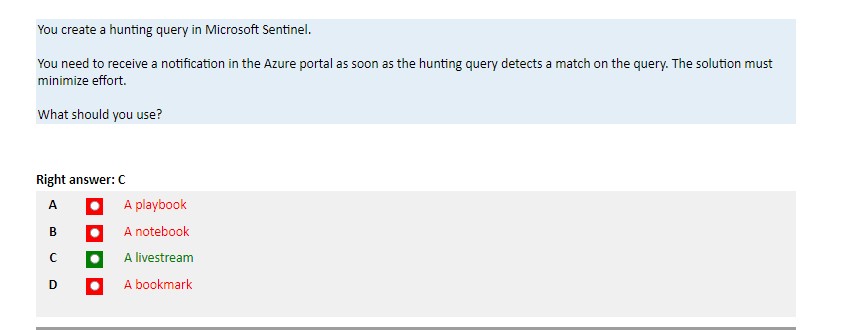 You create a hunting query in Microsoft Sentinel.
You need to receive a notification in the Azure portal as soon as the hunting query detects a match on the query. The solution must
minimize effort.
What should you use?
Right answer: C
A A playbook
B A notebook
C A livestream
D A bookmark